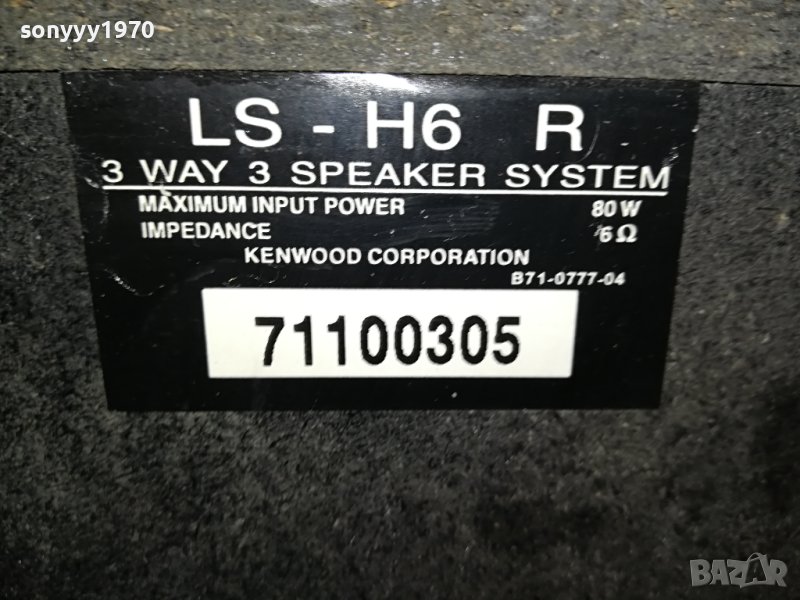 sonyyy1970
LS - H6 R
3 WAY 3 SPEAKER SYSTEM
MAXIMUM INPUT POWER 80 W
IMPEDANCE 6 Ω
KENWOOD CORPORATION
B71-0777-04
71100305
BAZAR